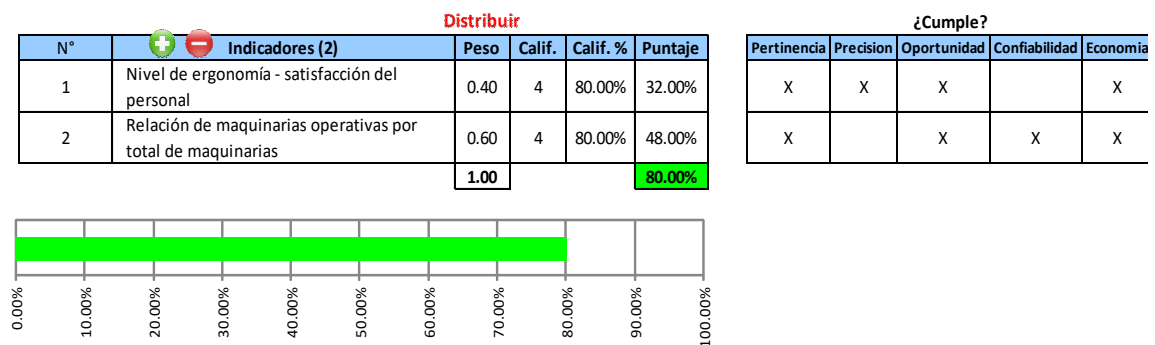 Distribuir ¿Cumple?
N° Indicadores (2) Peso Calif. Calif. % Puntaje Pertinencia Precision Oportunidad Confiabilidad Economia
1 Nivel de ergonomía - satisfacción del personal 0.40 4 80.00% 32.00% X X X X
2 Relación de maquinarias operativas por total de maquinarias 0.60 4 80.00% 48.00% X X X X
1.00 80.00%
0.00% 10.00% 20.00% 30.00% 40.00% 50.00% 60.00% 70.00% 80.00% 90.00% 100.00%